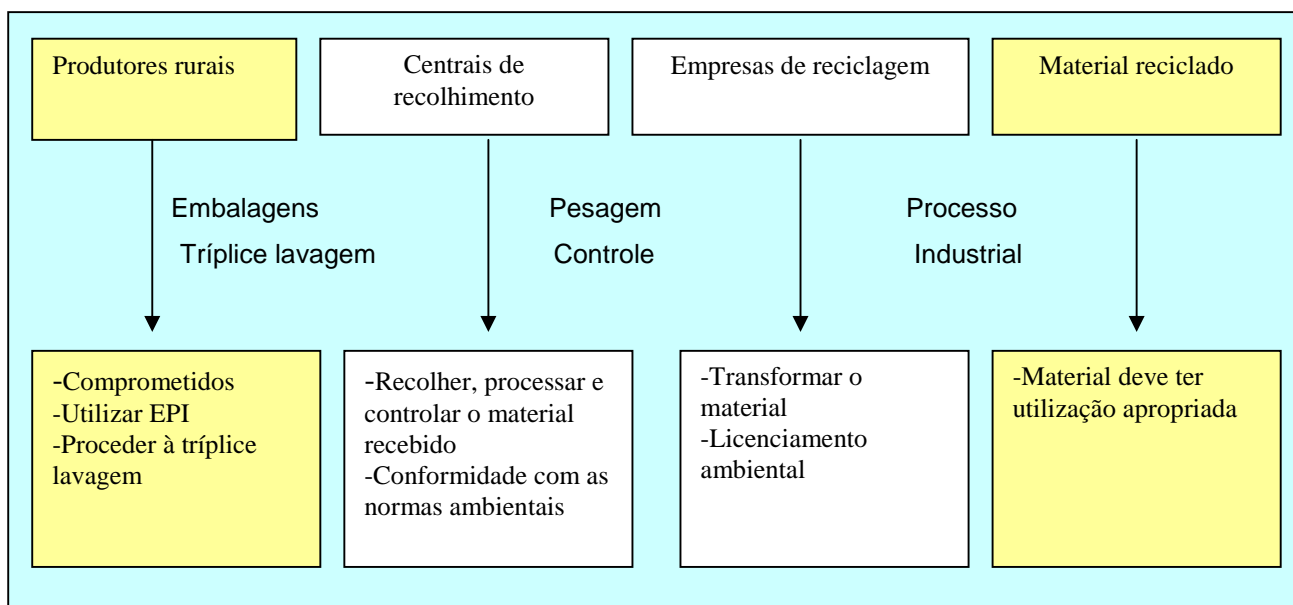 Produtores rurais
Centrais de
recolhimento
Empresas de reciclagem
Material reciclado
Embalagens
Tríplice lavagem
Pesagem
Controle
Processo
Industrial
-Comprometidos
-Utilizar EPI
-Proceder à tríplice
lavagem
-Recolher, processar e
controlar o material
recebido
-Conformidade com as
normas ambientais
-Transformar o
material
-Licenciamento
ambiental
-Material deve ter
utilização apropriada